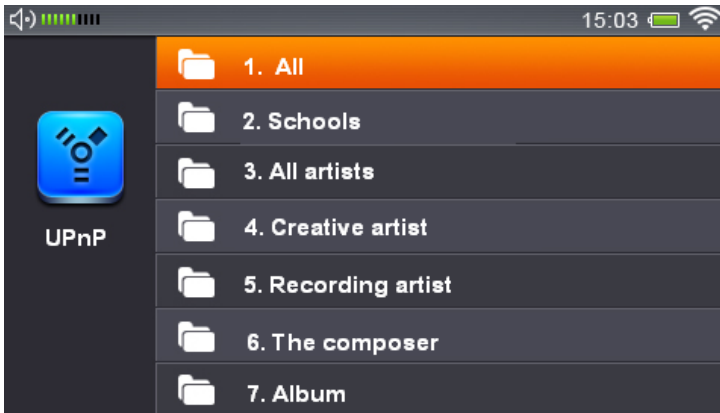 15:03
UPnP
1. All
2. Schools
3. All artists
4. Creative artist
5. Recording artist
6. The composer
7. Album